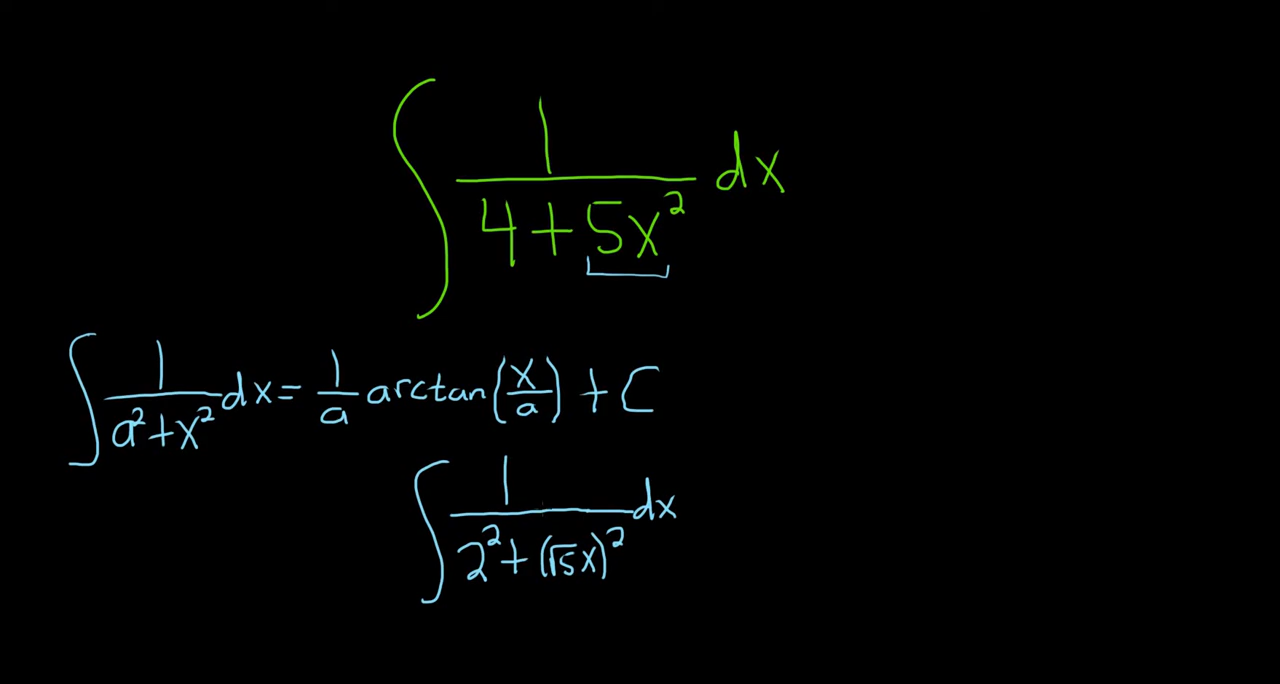 ∫ 1/(4+5x²) dx
∫ 1/(a²+x²) dx = 1/a arctan(x/a) + C
∫ 1/(2²+(√5x)²) dx